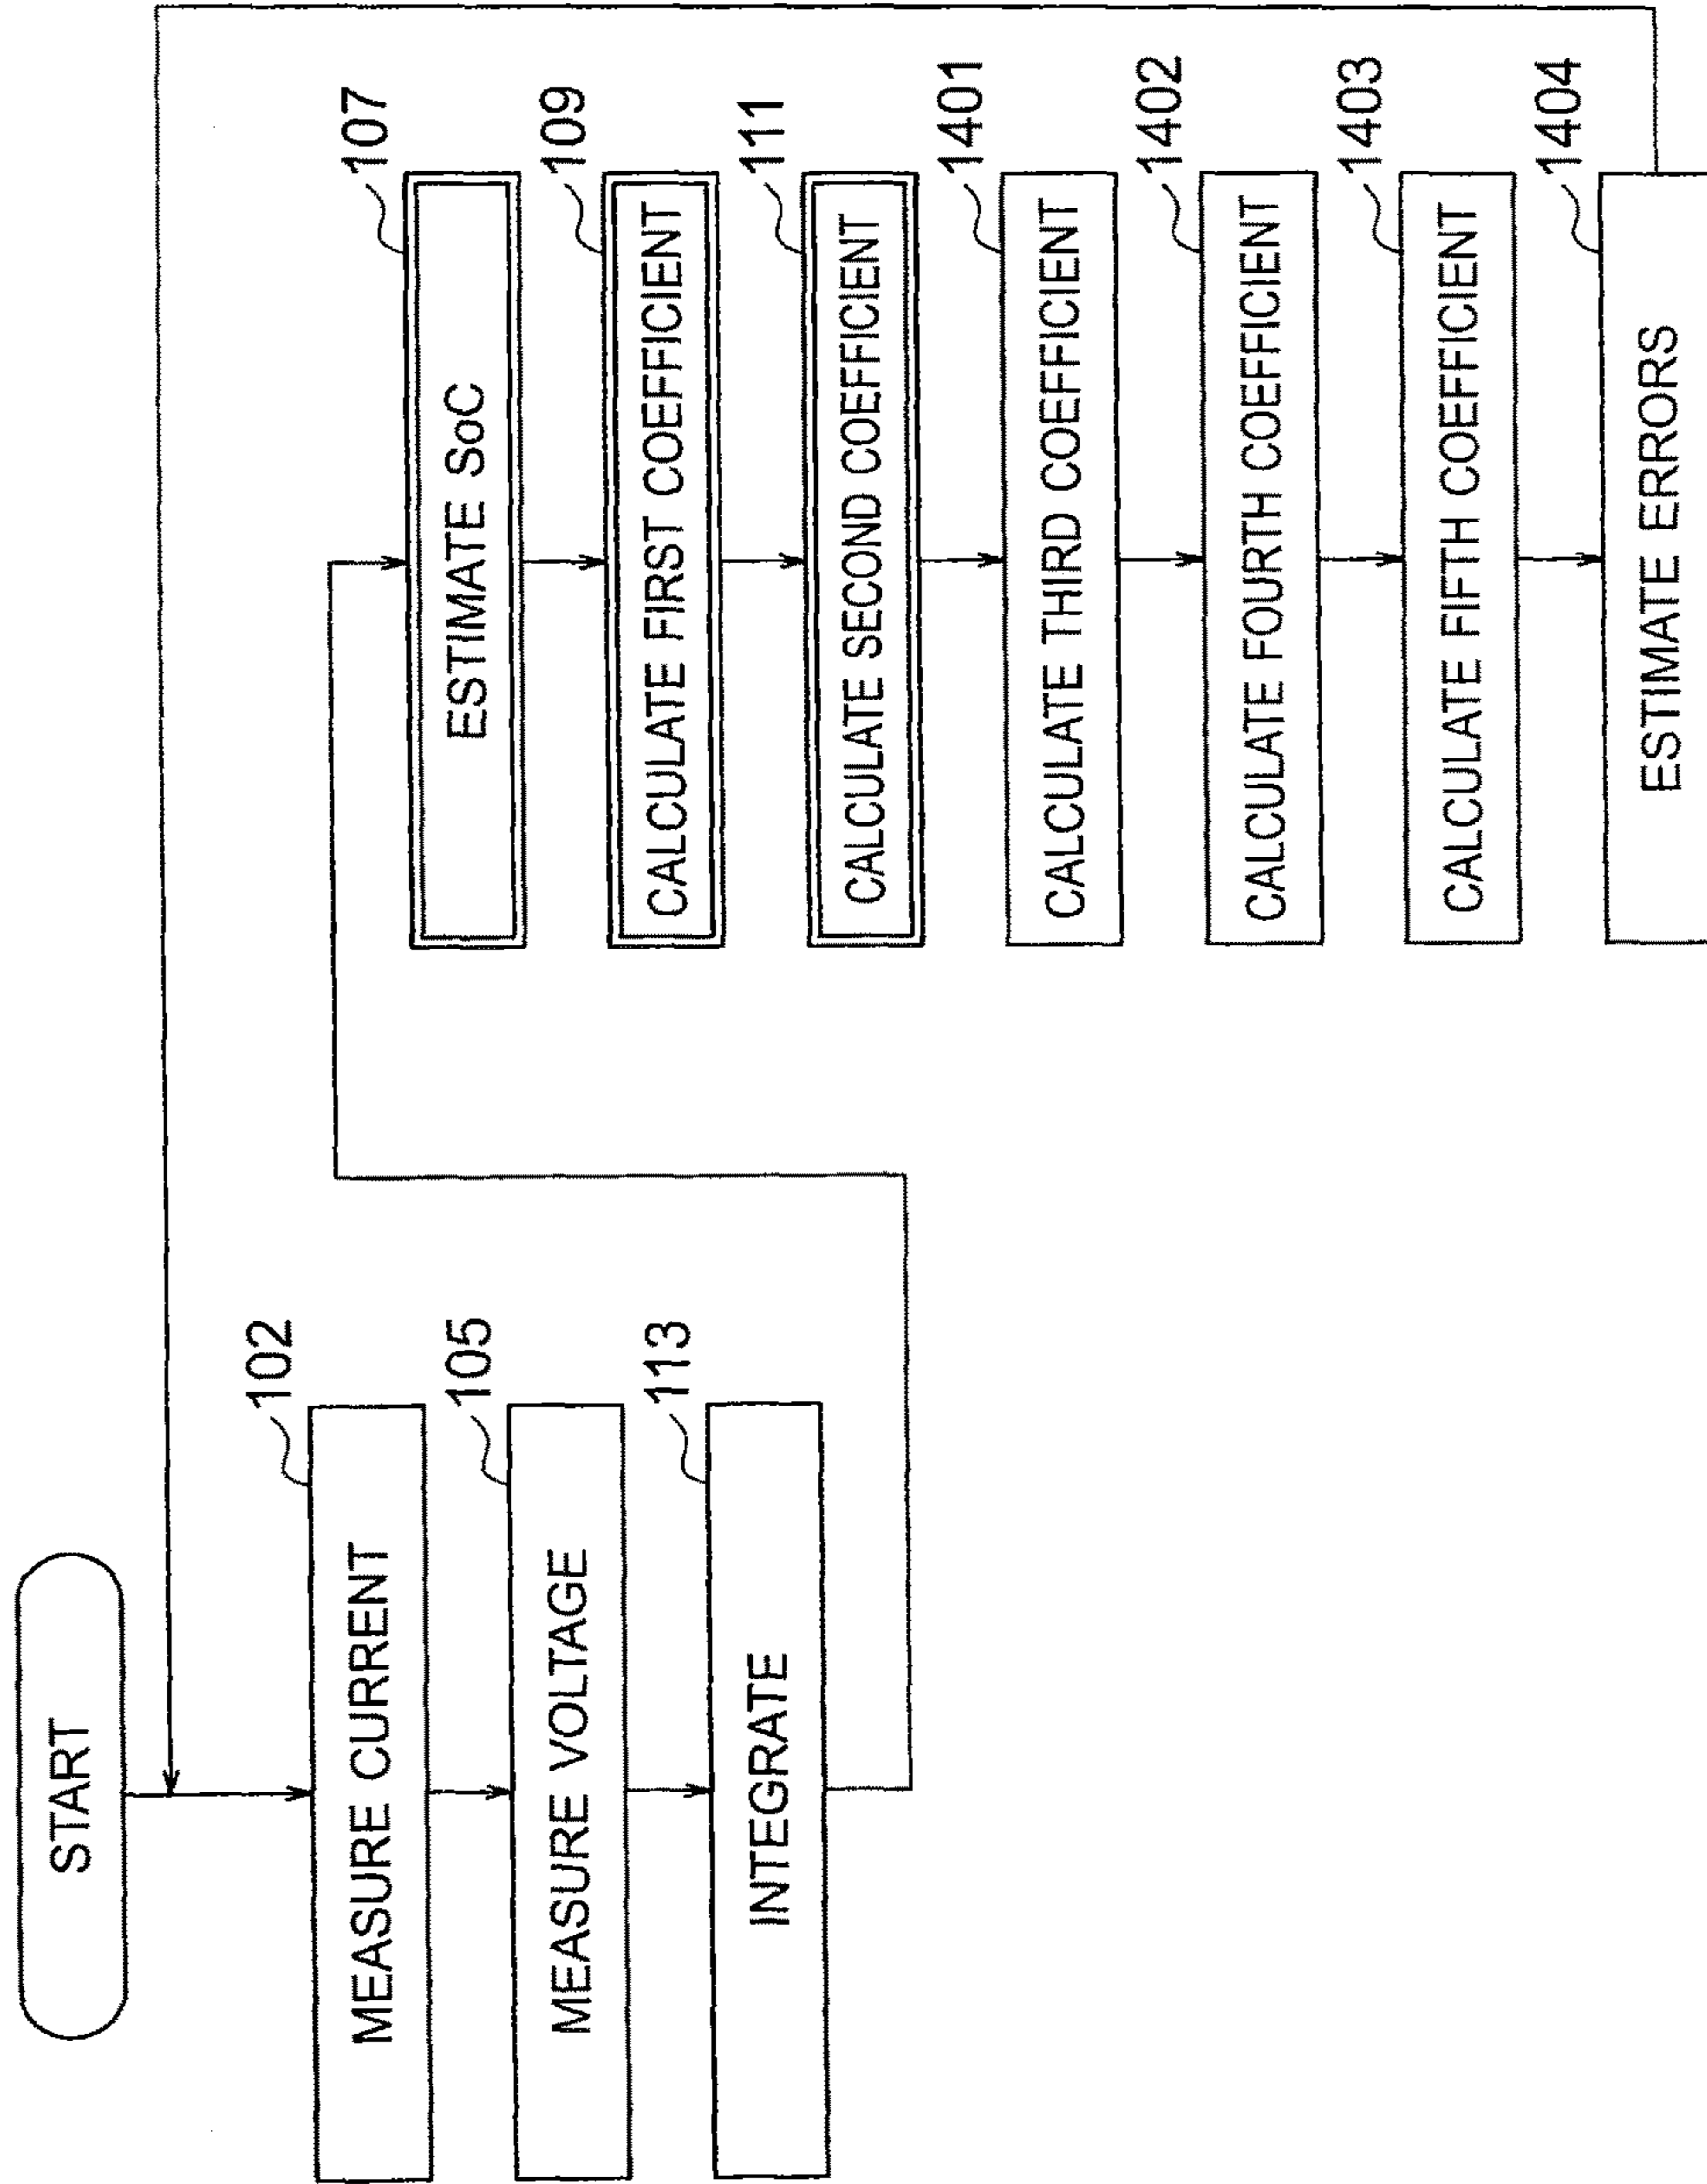 START
102
MEASURE CURRENT
105
MEASURE VOLTAGE
113
INTEGRATE
107
ESTIMATE SoC
109
CALCULATE FIRST COEFFICIENT
111
CALCULATE SECOND COEFFICIENT
1401
CALCULATE THIRD COEFFICIENT
1402
CALCULATE FOURTH COEFFICIENT
1403
CALCULATE FIFTH COEFFICIENT
1404
ESTIMATE ERRORS